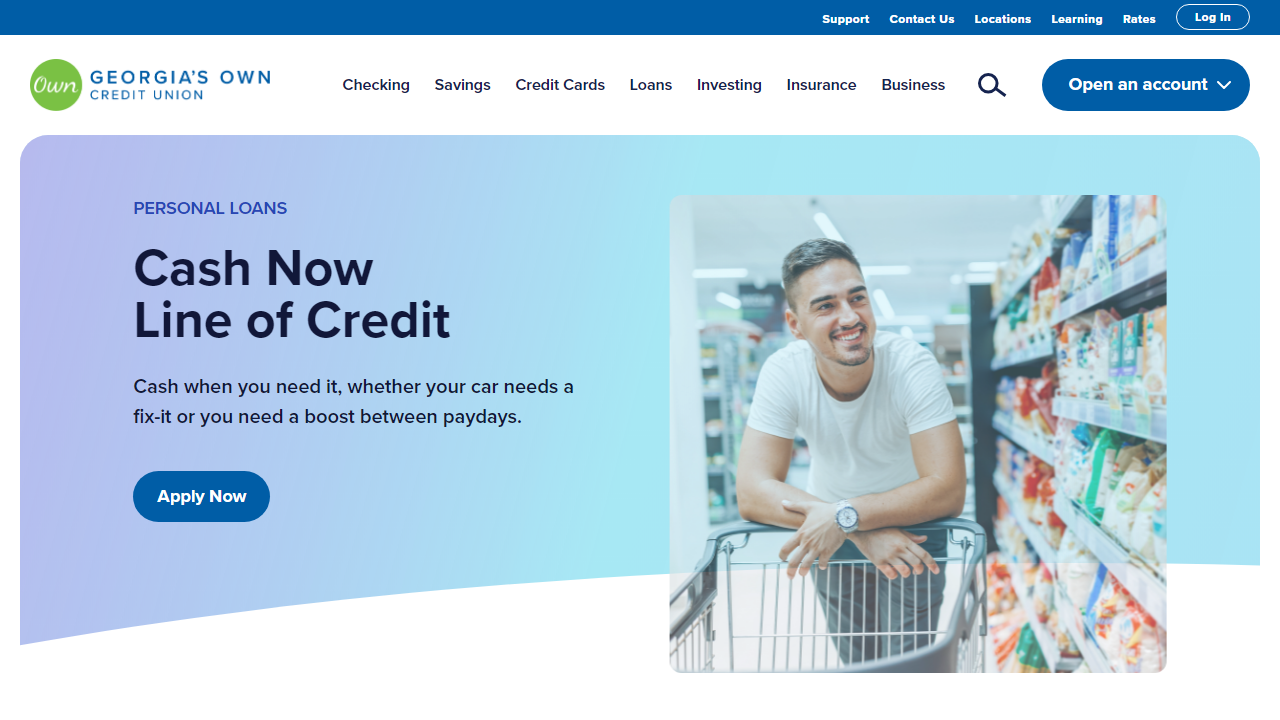 Support Contact Us Locations Learning Rates Log In
Own GEORGIA'S OWN
CREDIT UNION
Checking Savings Credit Cards Loans Investing Insurance Business Open an account
PERSONAL LOANS
Cash Now
Line of Credit
Cash when you need it, whether your car needs a
fix-it or you need a boost between paydays.
Apply Now